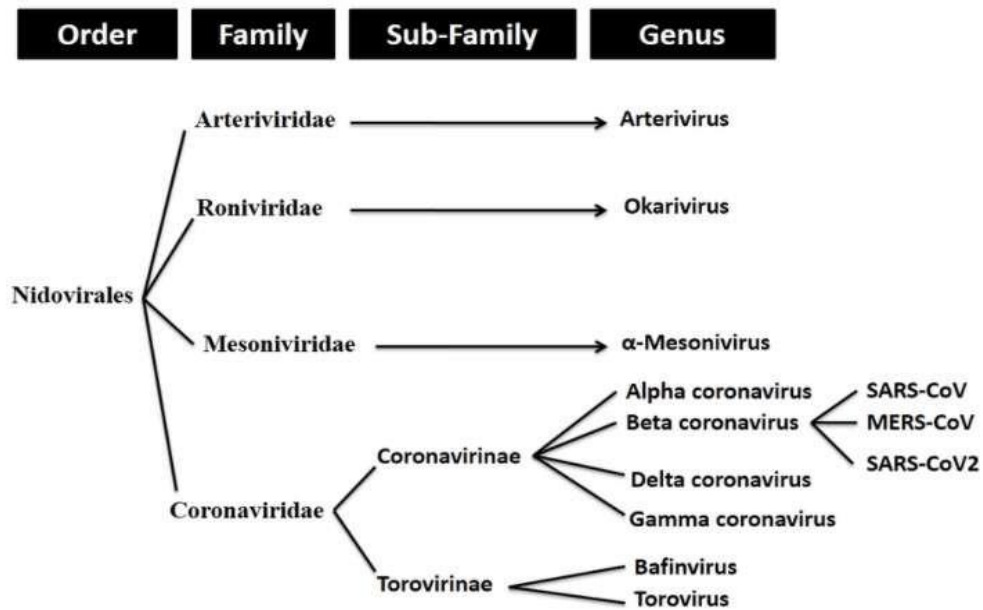 Order Family Sub-Family Genus
Arteriviridae Arterivirus
Roniviridae Okarivirus
Nidovirales
Mesoniviridae α-Mesonivirus
Alpha coronavirus SARS-CoV
Beta coronavirus MERS-CoV
Coronavirinae SARS-CoV2
Delta coronavirus
Coronaviridae Gamma coronavirus
Bafinvirus
Torovirinae
Torovirus